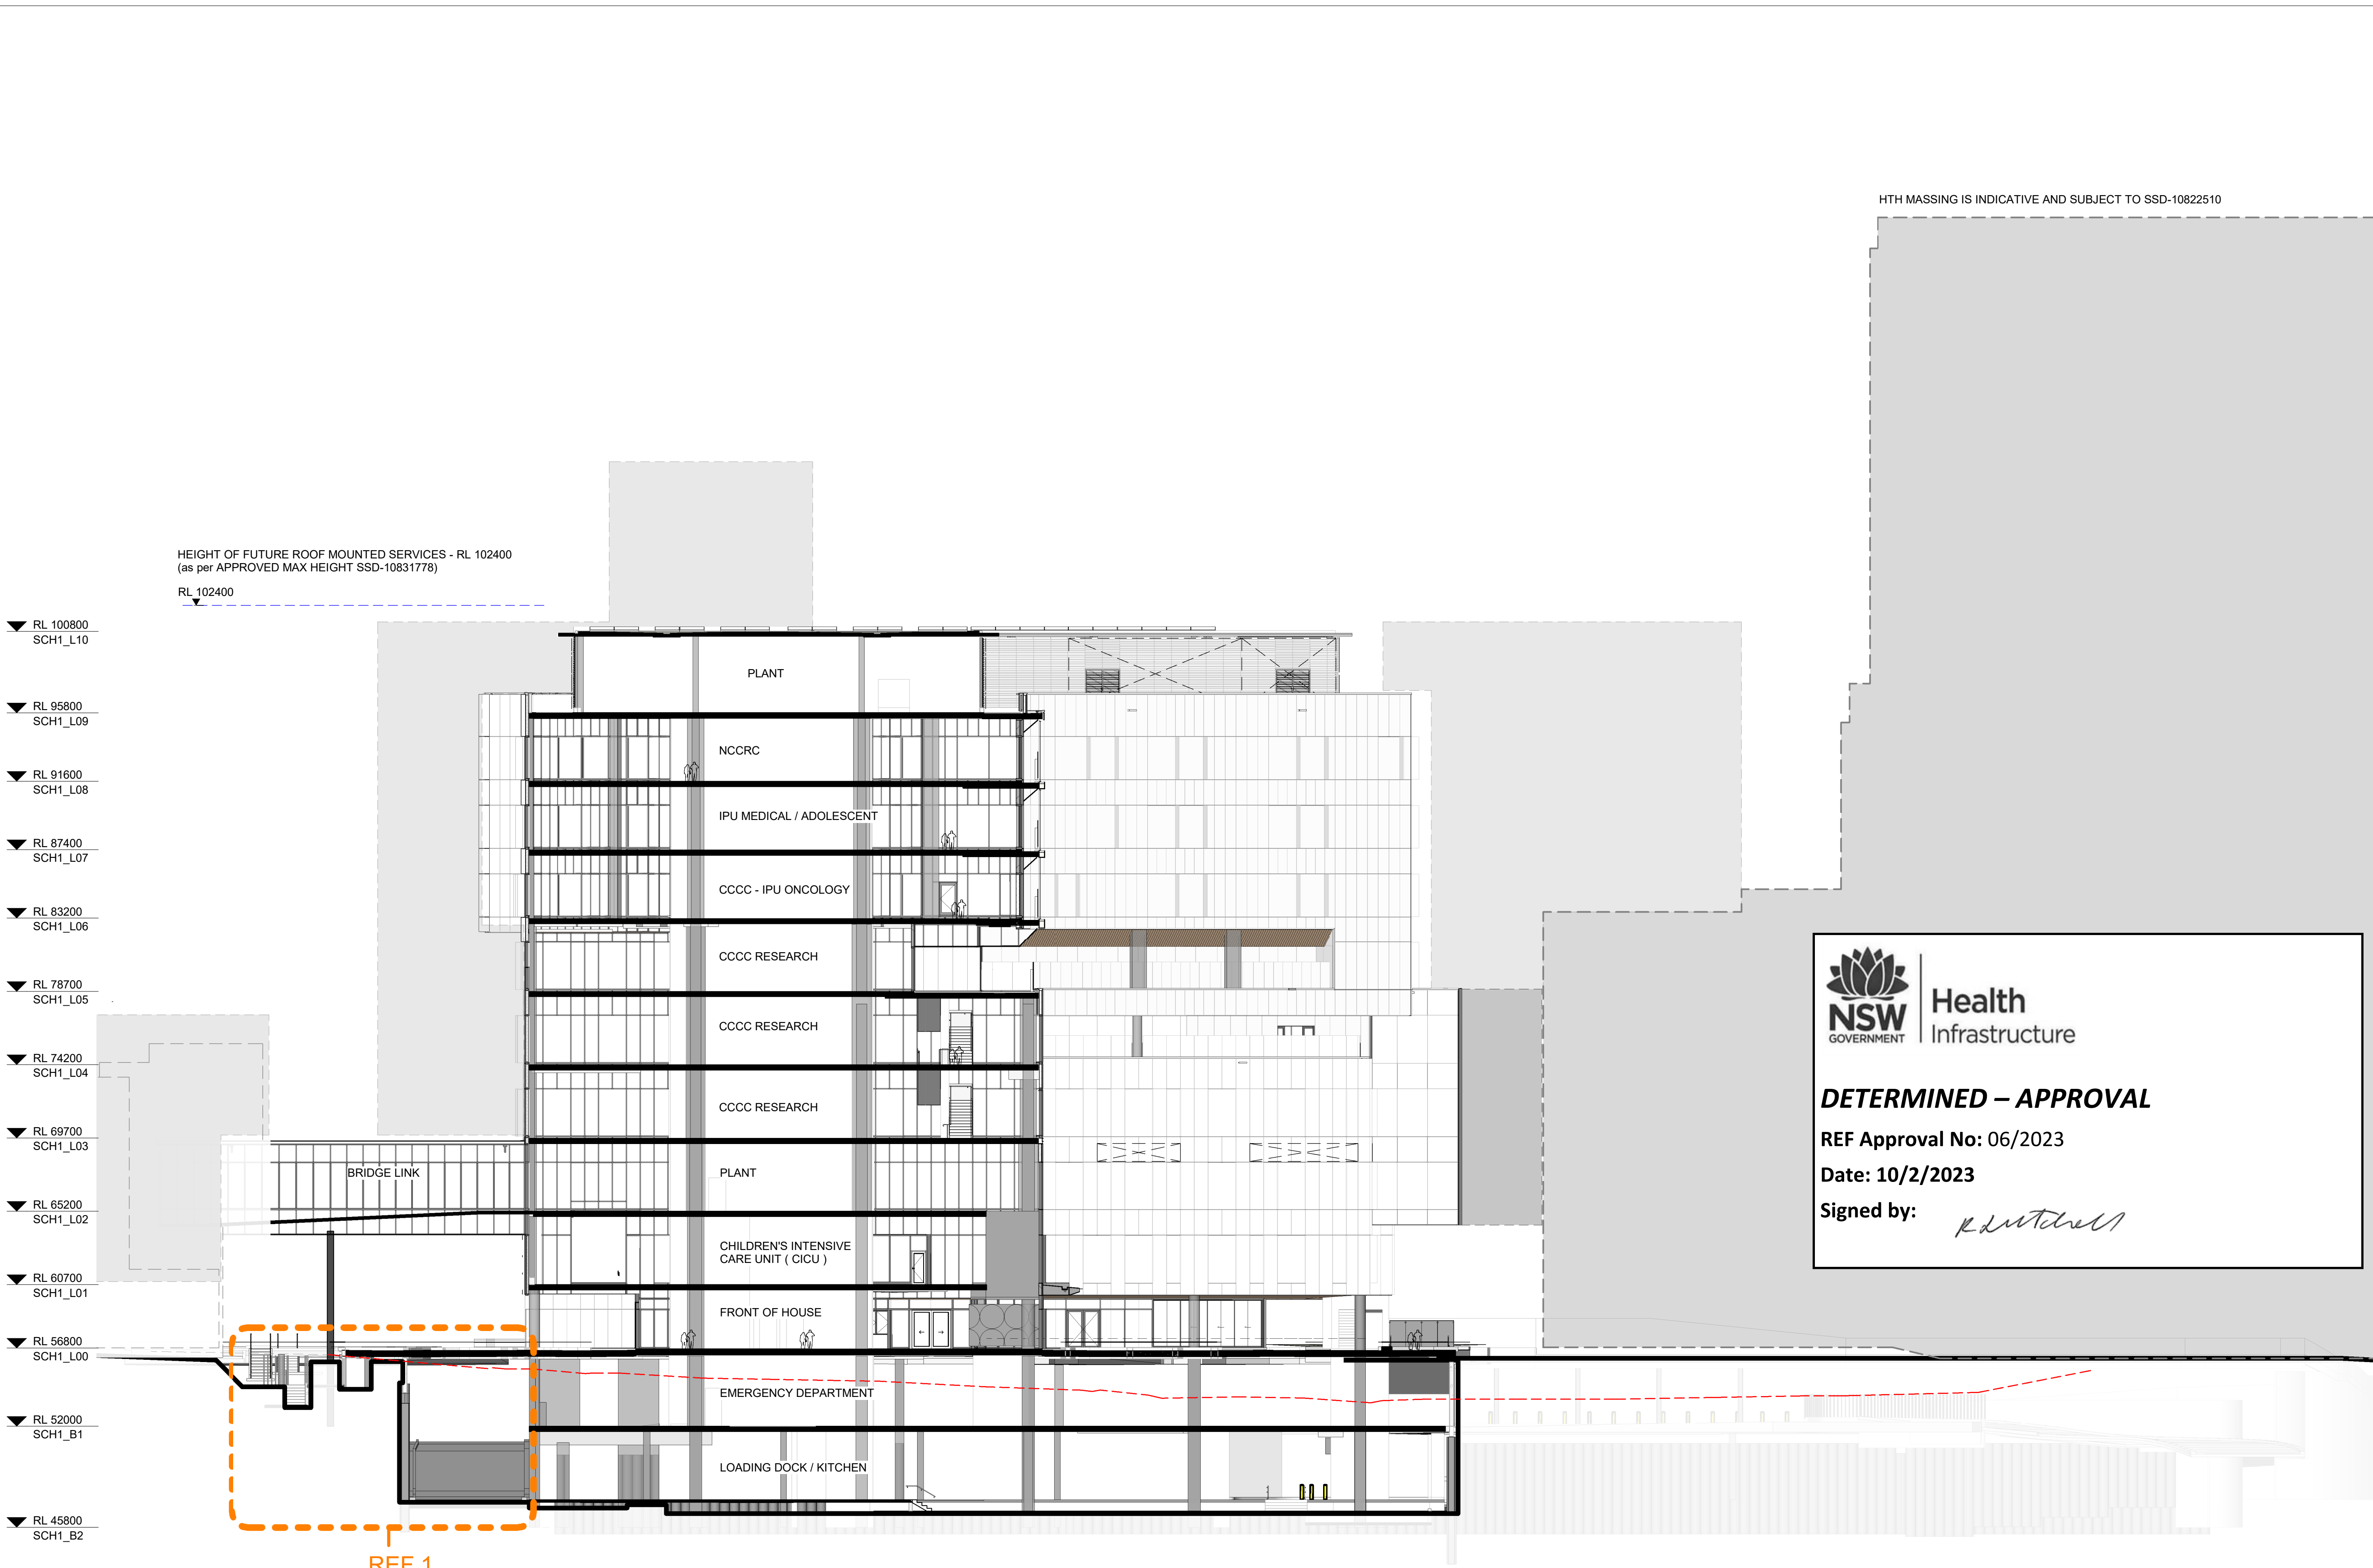 HTH MASSING IS INDICATIVE AND SUBJECT TO SSD-10822510
HEIGHT OF FUTURE ROOF MOUNTED SERVICES - RL 102400
(as per APPROVED MAX HEIGHT SSD-10831778)
RL 102400
RL 100800
SCH1_L10
PLANT
RL 95800
SCH1_L09
NCCRC
RL 91600
SCH1_L08
IPU MEDICAL / ADOLESCENT
RL 87400
SCH1_L07
CCCC - IPU ONCOLOGY
RL 83200
SCH1_L06
CCCC RESEARCH
RL 78700
SCH1_L05
CCCC RESEARCH
RL 74200
SCH1_L04
CCCC RESEARCH
RL 69700
SCH1_L03
BRIDGE LINK
PLANT
RL 65200
SCH1_L02
CHILDREN'S INTENSIVE
CARE UNIT ( CICU )
RL 60700
SCH1_L01
FRONT OF HOUSE
RL 56800
SCH1_L00
EMERGENCY DEPARTMENT
RL 52000
SCH1_B1
LOADING DOCK / KITCHEN
RL 45800
SCH1_B2
REF 1
NSW
GOVERNMENT
Health
Infrastructure
DETERMINED – APPROVAL
REF Approval No: 06/2023
Date: 10/2/2023
Signed by: